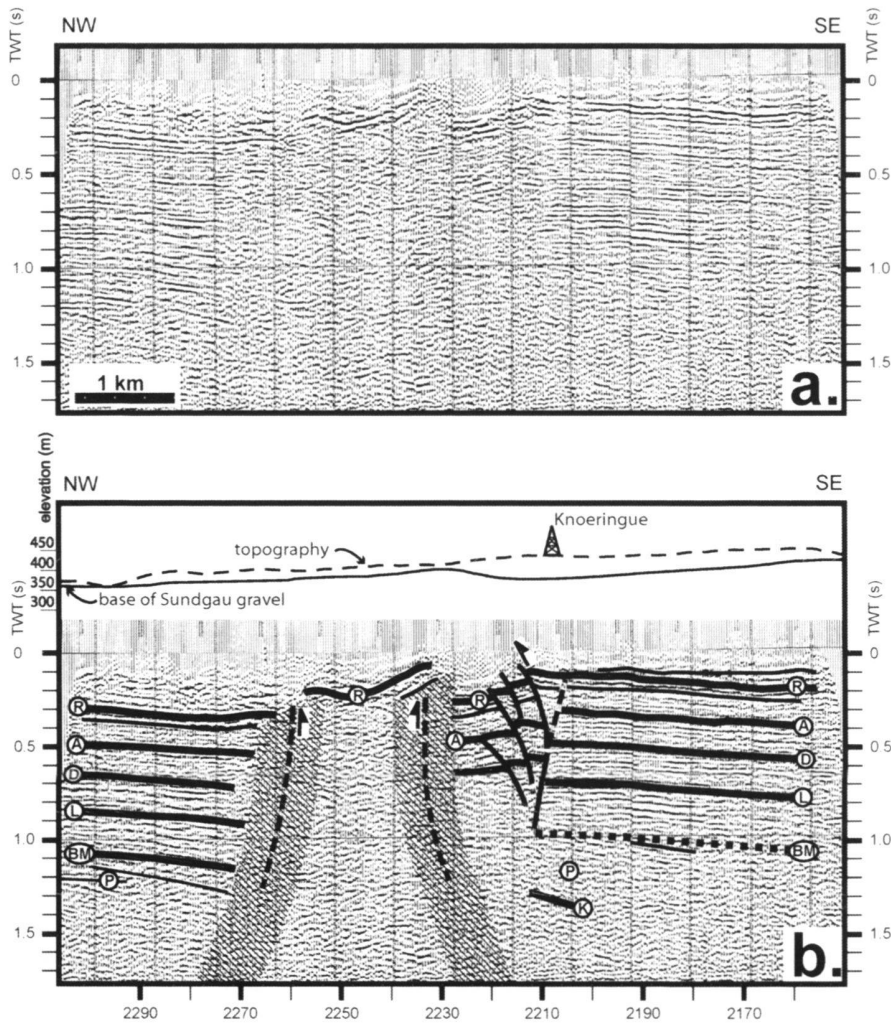 NW SE
TWT (s) TWT (s)
0 0
0.5 0.5
1.0 1.0
1.5 1.5
1 km
a.
elevation (m)
NW SE
450
400
350
300
Knoeringue
topography
base of Sundgau gravel
TWT (s) TWT (s)
0 0
R R R R
0.5 A A A 0.5
D D
L L
1.0 BM BM 1.0
P P
K
1.5 1.5
b.
2290 2270 2250 2230 2210 2190 2170